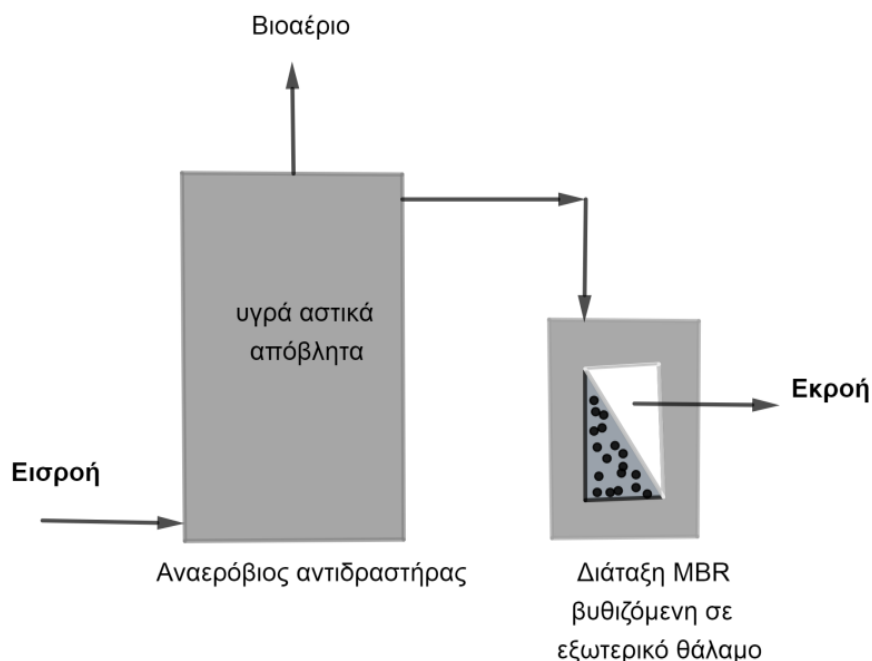 Βιοαέριο
υγρά αστικά
απόβλητα
Εκροή
Εισροή
Αναερόβιος αντιδραστήρας
Διάταξη MBR
βυθιζόμενη σε
εξωτερικό θάλαμο